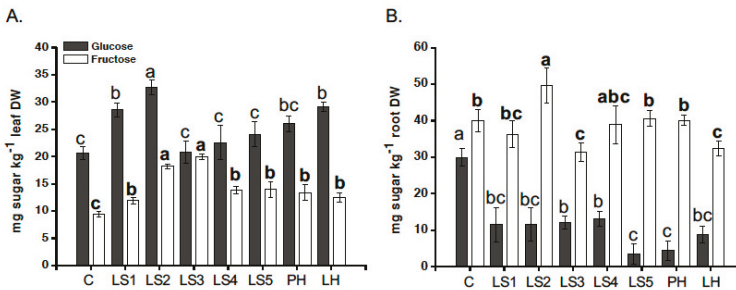 A.
mg sugar kg⁻¹ leaf DW
40
35
30
25
20
15
10
5
0
Glucose
Fructose
c
b
a
c
c
c
bc
b
c
b
a
a
b
b
b
b
C LS1 LS2 LS3 LS4 LS5 PH LH
B.
mg sugar kg⁻¹ root DW
60
50
40
30
20
10
0
a
b
bc
bc
bc
a
b
c
b
abc
c
b
c
b
bc
c
C LS1 LS2 LS3 LS4 LS5 PH LH